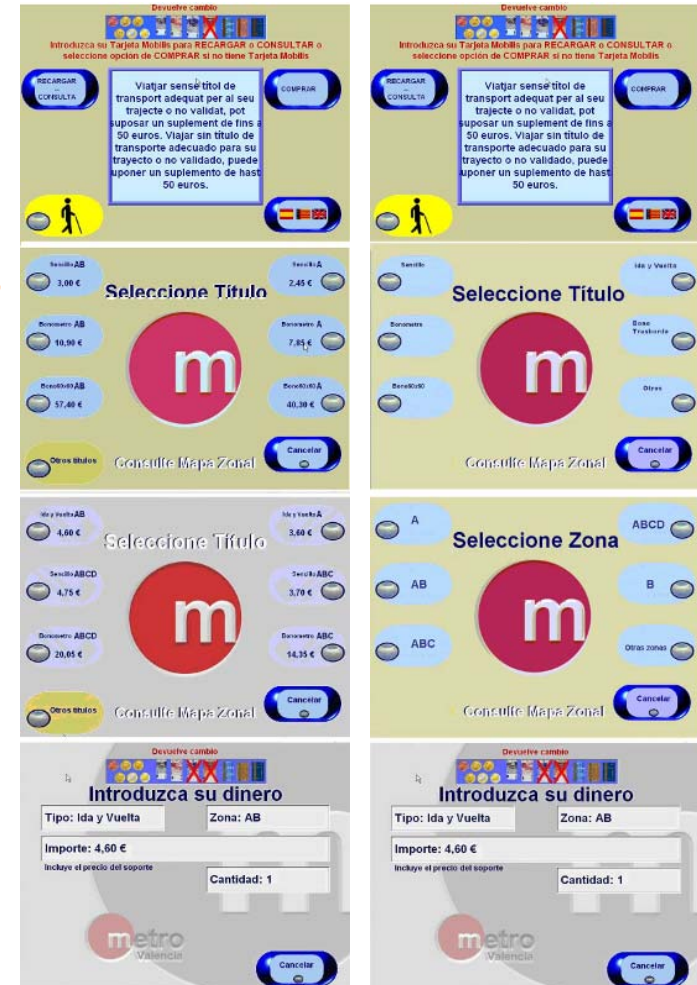 Devuelve cambio
Introduzca su Tarjeta Mobilis para RECARGAR o CONSULTAR o
seleccione opción de COMPRAR si no tiene Tarjeta Mobilis
RECARGAR
CONSULTA
Viatjar sense títol de
transport adequat per al seu
trajecte o no validat, pot
suposar un suplement de fins a
50 euros. Viajar sin título de
transporte adecuado para su
trayecto o no validado, puede
uponer un suplemento de hast
50 euros.
COMPRAR
Devuelve cambio
Introduzca su Tarjeta Mobilis para RECARGAR o CONSULTAR o
seleccione opción de COMPRAR si no tiene Tarjeta Mobilis
RECARGAR
CONSULTA
Viatjar sense títol de
transport adequat per al seu
trajecte o no validat, pot
suposar un suplement de fins a
50 euros. Viajar sin título de
transporte adecuado para su
trayecto o no validado, puede
uponer un suplemento de hast
50 euros.
COMPRAR
Seleccione Título
Sencillo AB
3,00 €
Sencillo A
2,45 €
Bonometro AB
10,90 €
Bonometro A
7,85 €
m
Bono60x60 AB
57,40 €
Bono60x60 A
40,30 €
Otros títulos
Consulte Mapa Zonal
Cancelar
Seleccione Título
Sencillo
Ida y Vuelta
Bonometro
Bono
Trasbordo
m
Bono60x60
Otros
Consulte Mapa Zonal
Cancelar
Seleccione Título
Ida y Vuelta AB
4,60 €
Ida y Vuelta A
3,60 €
Sencillo ABCD
4,75 €
Sencillo ABC
3,70 €
m
Bonometro ABCD
20,05 €
Bonometro ABC
14,35 €
Otros títulos
Consulte Mapa Zonal
Cancelar
Seleccione Zona
A
ABCD
AB
B
m
ABC
Otras zonas
Consulte Mapa Zonal
Cancelar
Devuelve cambio
Introduzca su dinero
Tipo: Ida y Vuelta
Zona: AB
Importe: 4,60 €
Incluye el precio del soporte
Cantidad: 1
metro
Valencia
Cancelar
Devuelve cambio
Introduzca su dinero
Tipo: Ida y Vuelta
Zona: AB
Importe: 4,60 €
Incluye el precio del soporte
Cantidad: 1
metro
Valencia
Cancelar